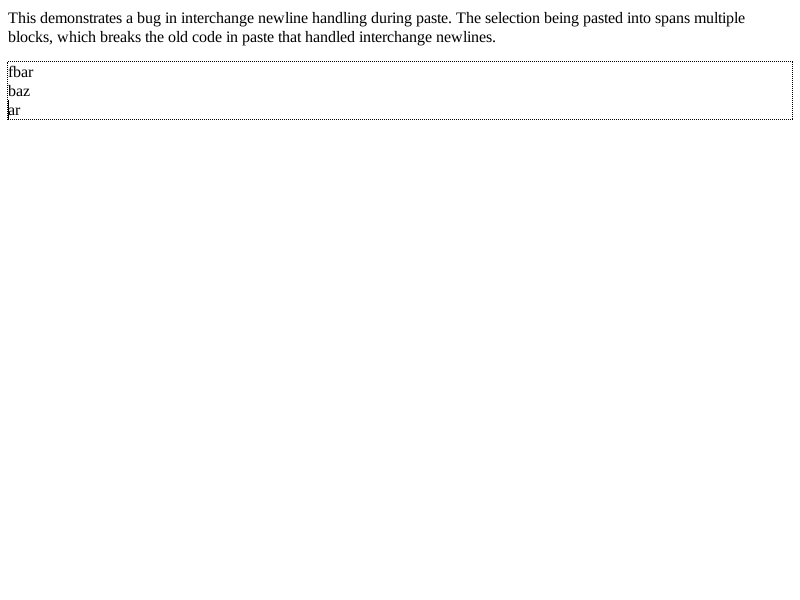 This demonstrates a bug in interchange newline handling during paste. The selection being pasted into spans multiple
blocks, which breaks the old code in paste that handled interchange newlines.
fbar
baz
ar